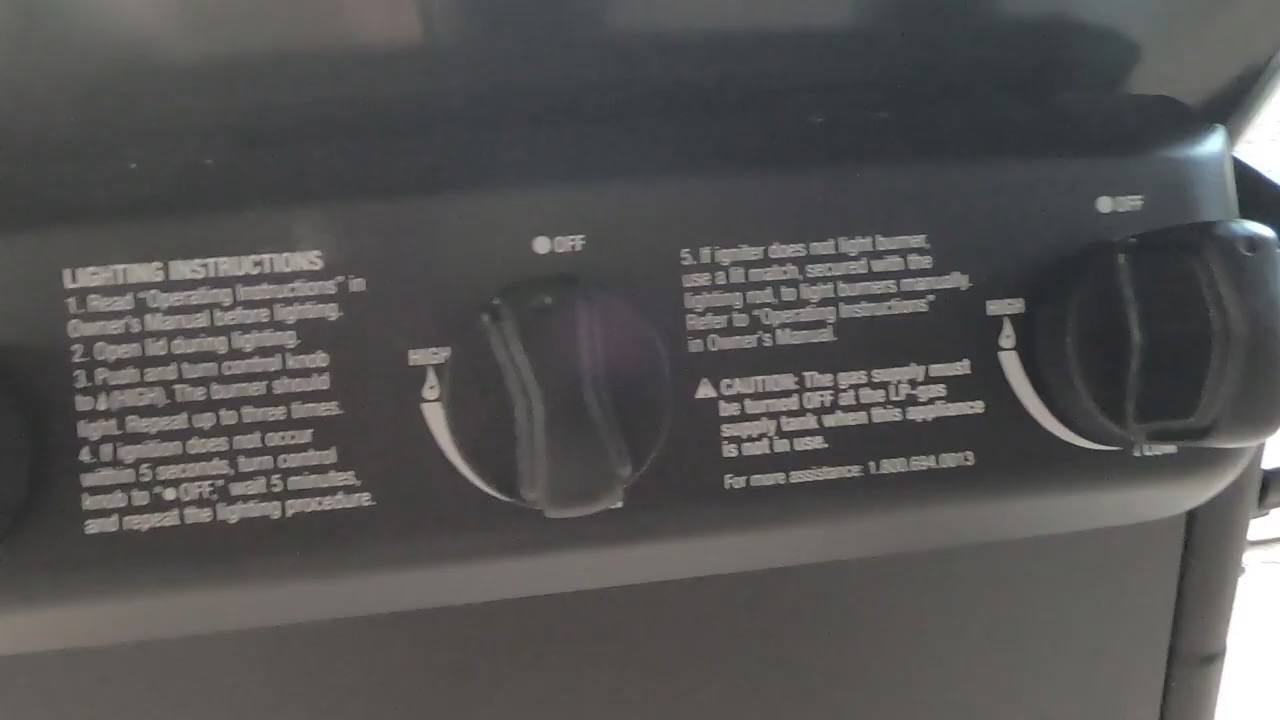 LIGHTING INSTRUCTIONS
1. Read "Operating Instructions" in
Owner's Manual before lighting.
2. Open lid during lighting.
3. Push and turn control knob
to (HIGH). The burner should
light. Repeat up to three times.
4. If ignition does not occur
within 5 seconds, turn control
knob to "●OFF," wait 5 minutes,
and repeat the lighting procedure.
●OFF
HIGH
5. If igniter does not light burner,
use a lit match, secured with the
lighting rod, to light burners manually.
Refer to "Operating Instructions"
in Owner's Manual.
⚠ CAUTION: The gas supply must
be turned OFF at the LP-gas
supply tank when this appliance
is not in use.
For more assistance: 1.800.684.0013
●OFF
HIGH